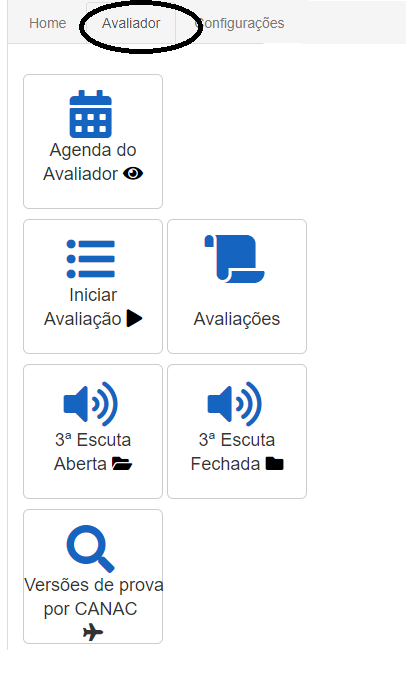 Home Avaliador Configurações
Agenda do
Avaliador
Iniciar
Avaliação
Avaliações
3ª Escuta
Aberta
3ª Escuta
Fechada
Versões de prova
por CANAC